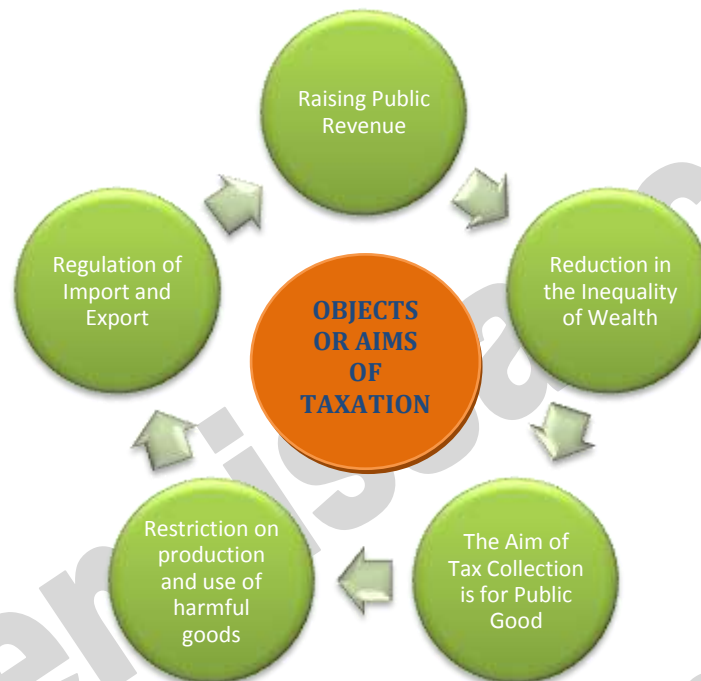 Raising Public
Revenue
Reduction in
the Inequality
of Wealth
The Aim of
Tax Collection
is for Public
Good
Restriction on
production
and use of
harmful
goods
Regulation of
Import and
Export
OBJECTS
OR AIMS
OF
TAXATION